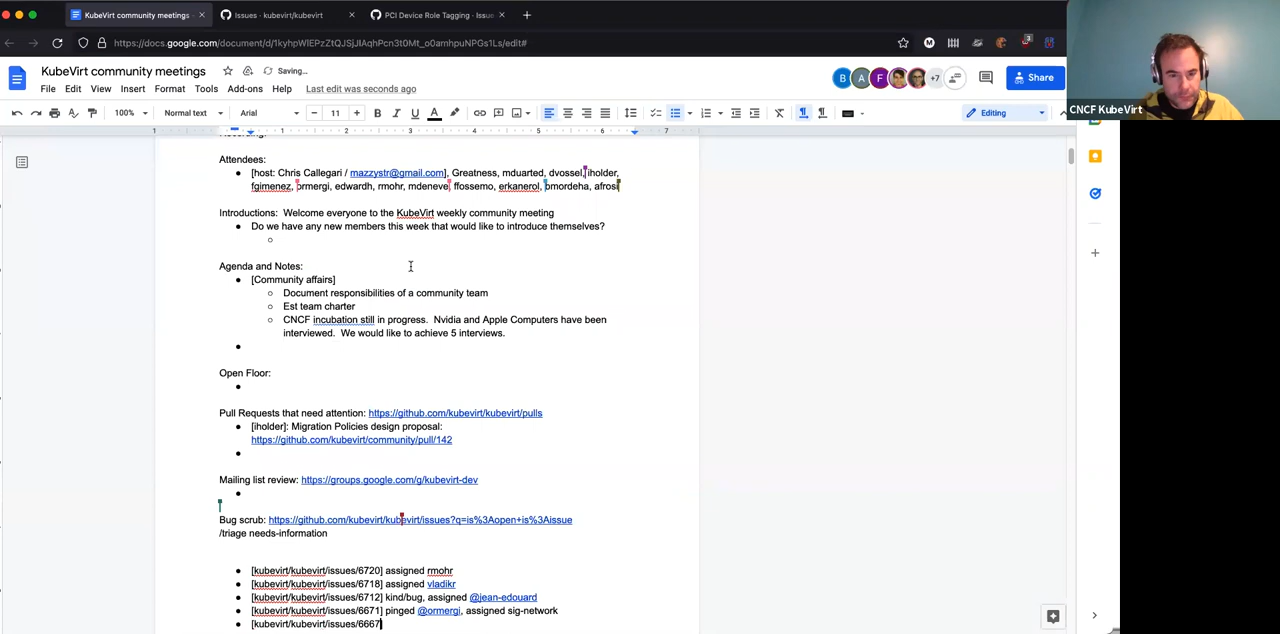 KubeVirt community meetings
Issues · kubevirt/kubevirt
PCI Device Role Tagging · Issu
https://docs.google.com/document/d/1kyhpWlEPzZtQJSjJlAqhPcn3t0Mt_o0amhpuNPGs1Ls/edit#
KubeVirt community meetings
Saving...
File Edit View Insert Format Tools Add-ons Help Last edit was seconds ago
B A F +7 Share
100% Normal text Arial 11 B I U A Editing
CNCF KubeVirt
1 1 2 3 4 5 6 7
Attendees:
[host: Chris Callegari / mazzystr@gmail.com], Greatness, mduarted, dvossel, iholder,
fgimenez, ormergi, edwardh, rmohr, mdeneve, ffossemo, erkanerol, bmordeha, afrosi
Introductions: Welcome everyone to the KubeVirt weekly community meeting
Do we have any new members this week that would like to introduce themselves?
Agenda and Notes:
[Community affairs]
Document responsibilities of a community team
Est team charter
CNCF incubation still in progress. Nvidia and Apple Computers have been
interviewed. We would like to achieve 5 interviews.
Open Floor:
Pull Requests that need attention: https://github.com/kubevirt/kubevirt/pulls
[iholder]: Migration Policies design proposal:
https://github.com/kubevirt/community/pull/142
Mailing list review: https://groups.google.com/g/kubevirt-dev
Bug scrub: https://github.com/kubevirt/kubevirt/issues?q=is%3Aopen+is%3Aissue
/triage needs-information
[kubevirt/kubevirt/issues/6720] assigned rmohr
[kubevirt/kubevirt/issues/6718] assigned vladikr
[kubevirt/kubevirt/issues/6712] kind/bug, assigned @jean-edouard
[kubevirt/kubevirt/issues/6671] pinged @ormergi, assigned sig-network
[kubevirt/kubevirt/issues/6667]